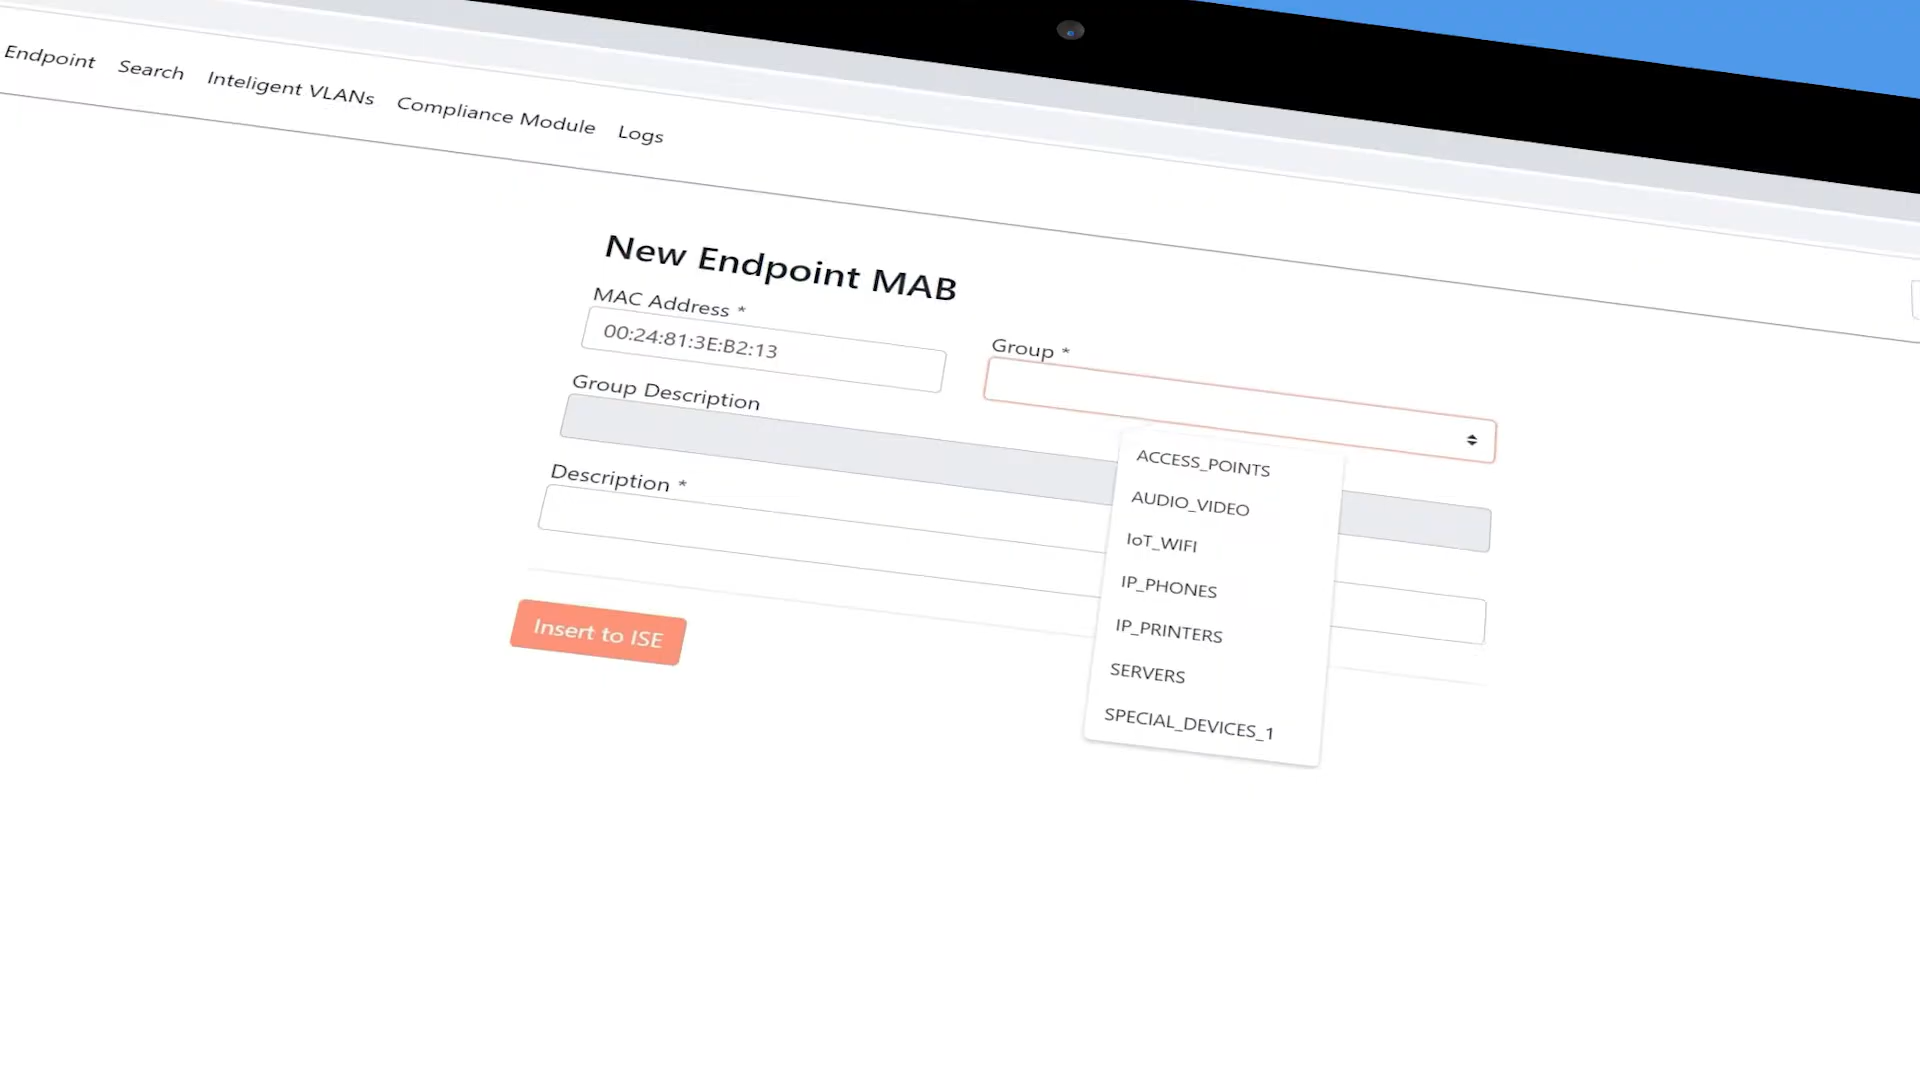 Endpoint Search Inteligent VLANs Compliance Module Logs
New Endpoint MAB
MAC Address *
00:24:81:3E:B2:13
Group *
Group Description
Description *
ACCESS_POINTS
AUDIO_VIDEO
IoT_WIFI
IP_PHONES
IP_PRINTERS
SERVERS
SPECIAL_DEVICES_1
Insert to ISE